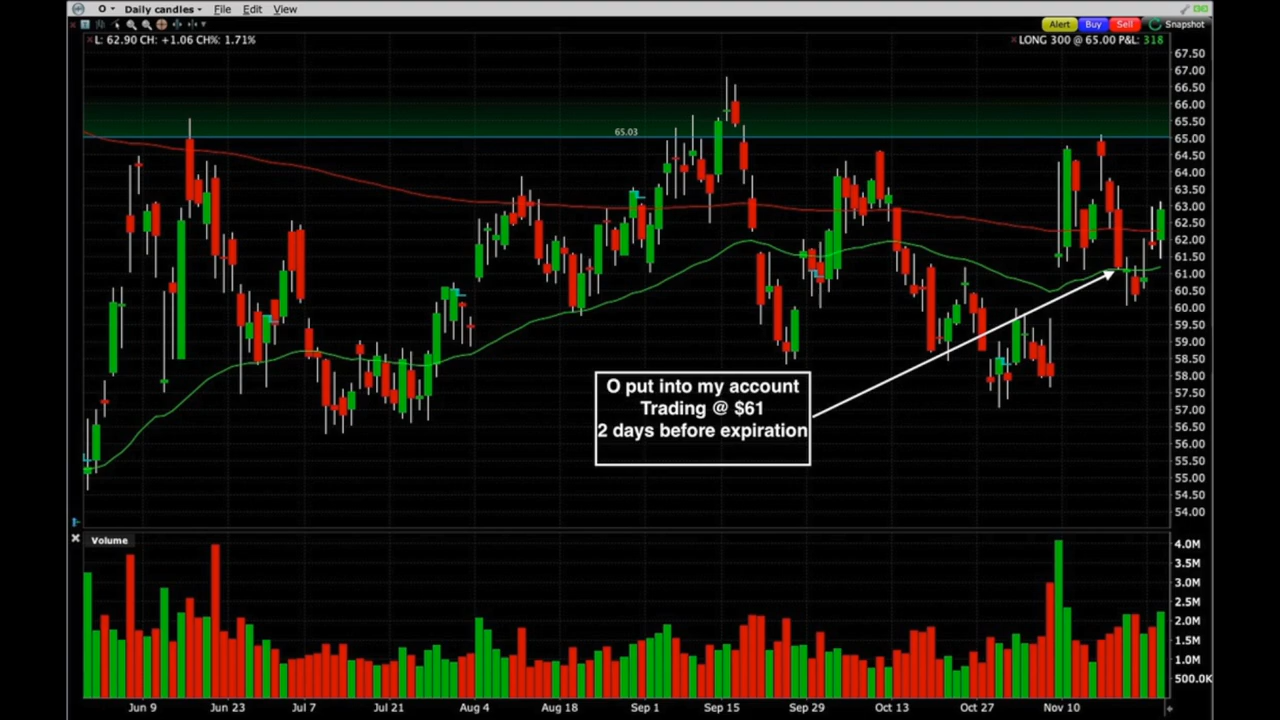 O Daily candles File Edit View
Alert Buy Sell Snapshot
L: 62.90 CH: +1.06 CH%: 1.71%
LONG 300 @ 65.00 P&L: 318
67.50
67.00
66.50
66.00
65.50
65.03
65.00
64.50
64.00
63.50
63.00
62.50
62.00
61.50
61.00
60.50
60.00
59.50
59.00
58.50
58.00
57.50
57.00
56.50
56.00
55.50
55.00
54.50
54.00
O put into my account
Trading @ $61
2 days before expiration
Volume
4.0M
3.5M
3.0M
2.5M
2.0M
1.5M
1.0M
500.0K
Jun 9 Jun 23 Jul 7 Jul 21 Aug 4 Aug 18 Sep 1 Sep 15 Sep 29 Oct 13 Oct 27 Nov 10